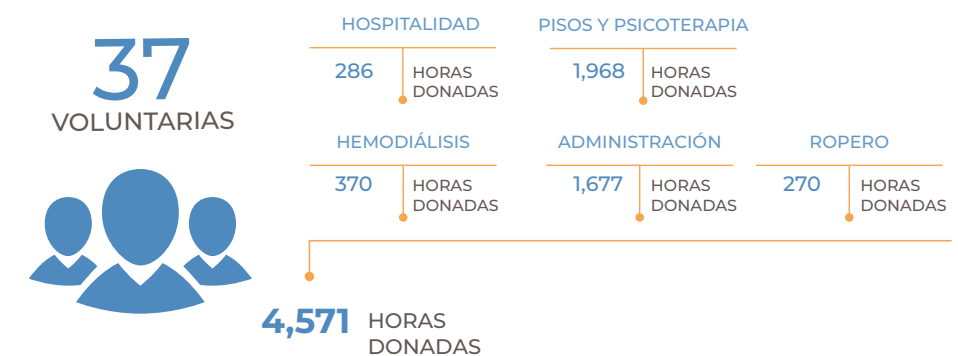 37
VOLUNTARIAS
HOSPITALIDAD
286
HORAS
DONADAS
PISOS Y PSICOTERAPIA
1,968
HORAS
DONADAS
HEMODIÁLISIS
370
HORAS
DONADAS
ADMINISTRACIÓN
1,677
HORAS
DONADAS
ROPERO
270
HORAS
DONADAS
4,571
HORAS
DONADAS